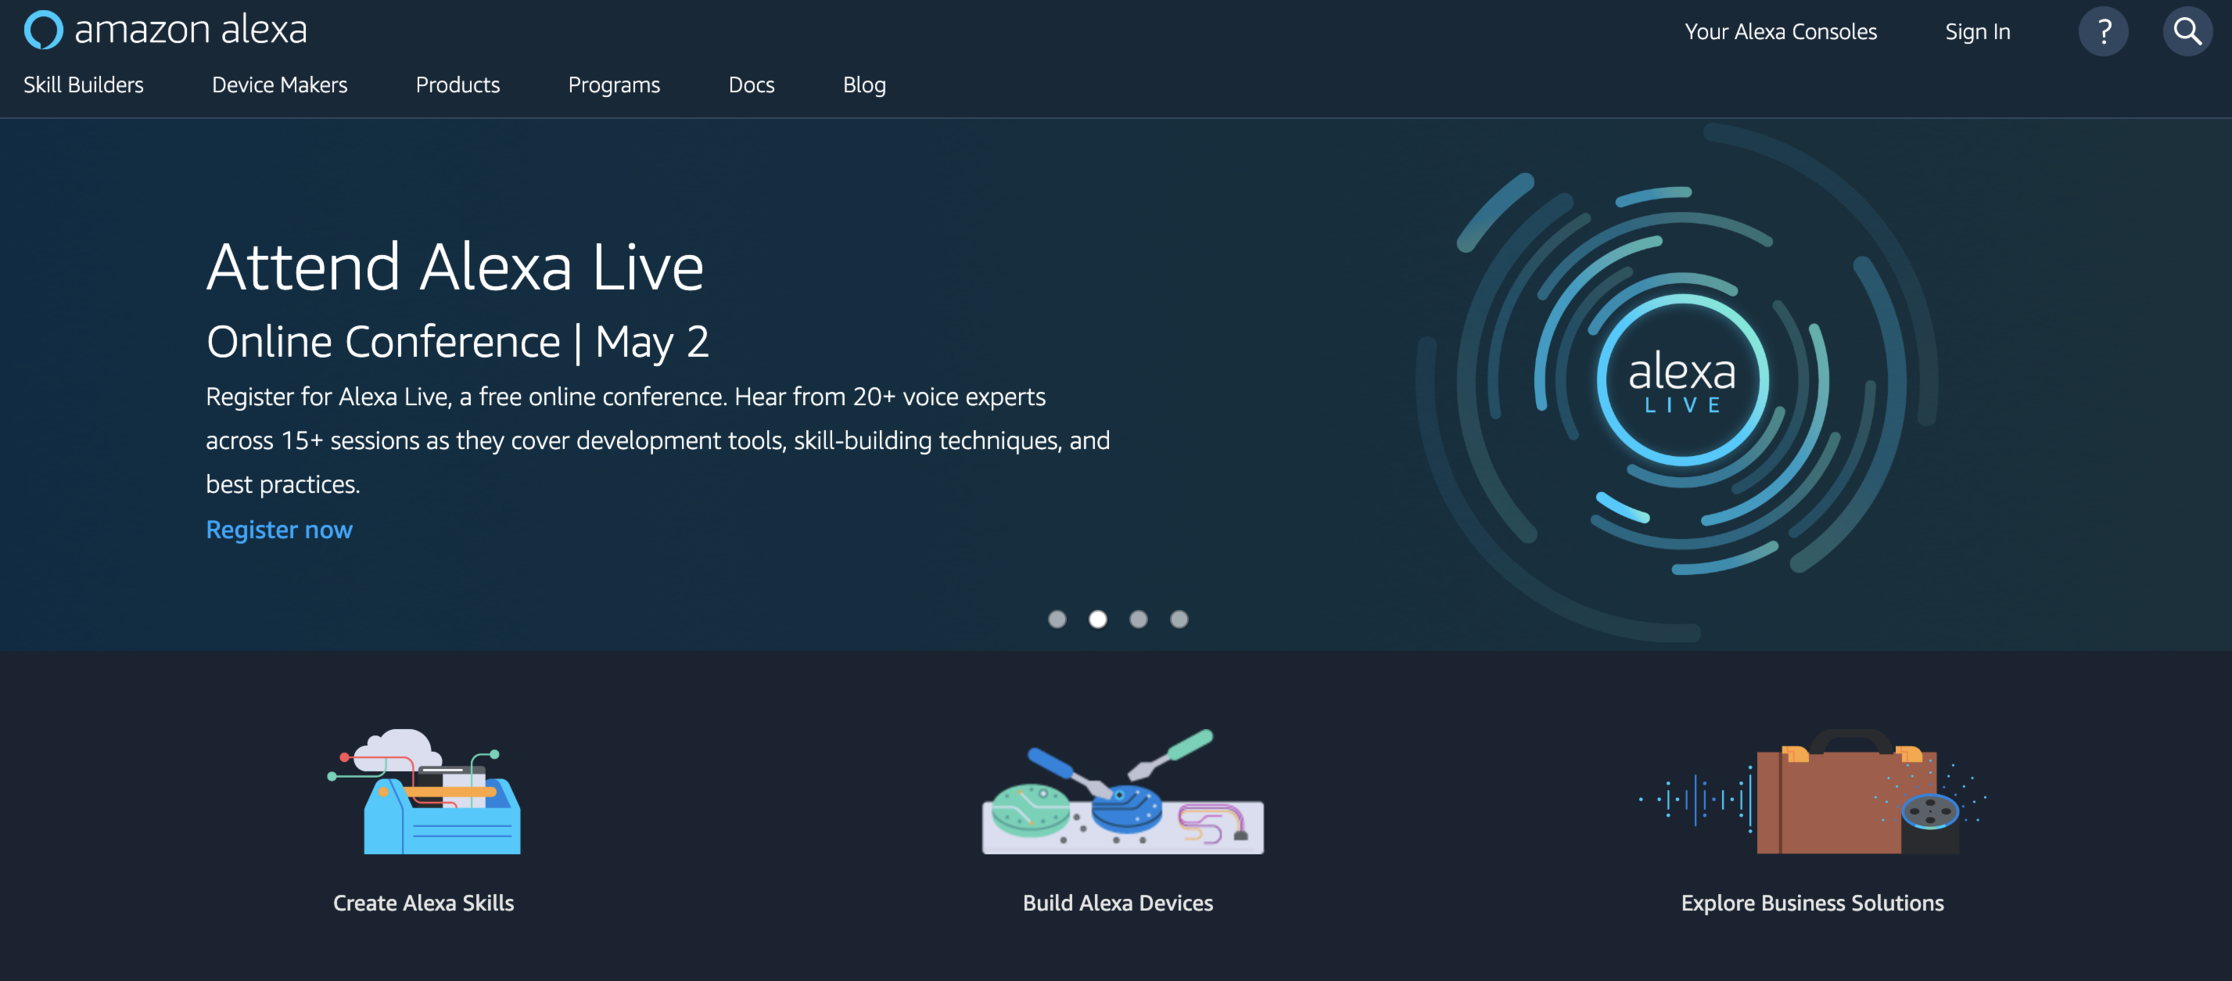 amazon alexa
Your Alexa Consoles
Sign In
?
Skill Builders
Device Makers
Products
Programs
Docs
Blog
Attend Alexa Live
Online Conference | May 2
Register for Alexa Live, a free online conference. Hear from 20+ voice experts
across 15+ sessions as they cover development tools, skill-building techniques, and
best practices.
Register now
alexa
LIVE
Create Alexa Skills
Build Alexa Devices
Explore Business Solutions